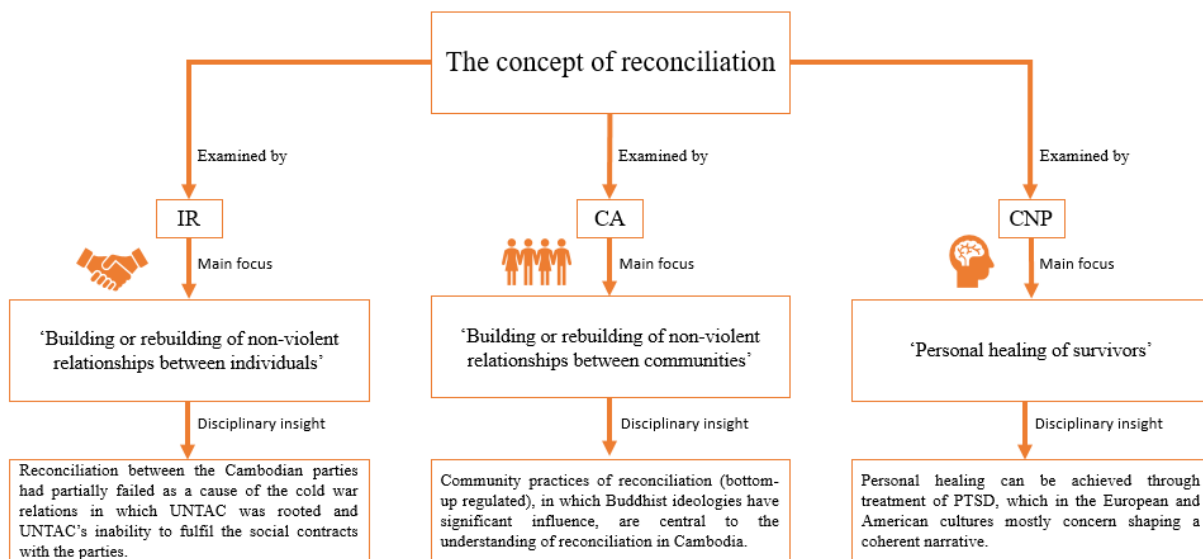 The concept of reconciliation
Examined by
Examined by
Examined by
IR
CA
CNP
Main focus
Main focus
Main focus
‘Building or rebuilding of non-violent
relationships between individuals’
‘Building or rebuilding of non-violent
relationships between communities’
‘Personal healing of survivors’
Disciplinary insight
Disciplinary insight
Disciplinary insight
Reconciliation between the Cambodian parties
had partially failed as a cause of the cold war
relations in which UNTAC was rooted and
UNTAC’s inability to fulfil the social contracts
with the parties.
Community practices of reconciliation (bottom-
up regulated), in which Buddhist ideologies have
significant influence, are central to the
understanding of reconciliation in Cambodia.
Personal healing can be achieved through
treatment of PTSD, which in the European and
American cultures mostly concern shaping a
coherent narrative.